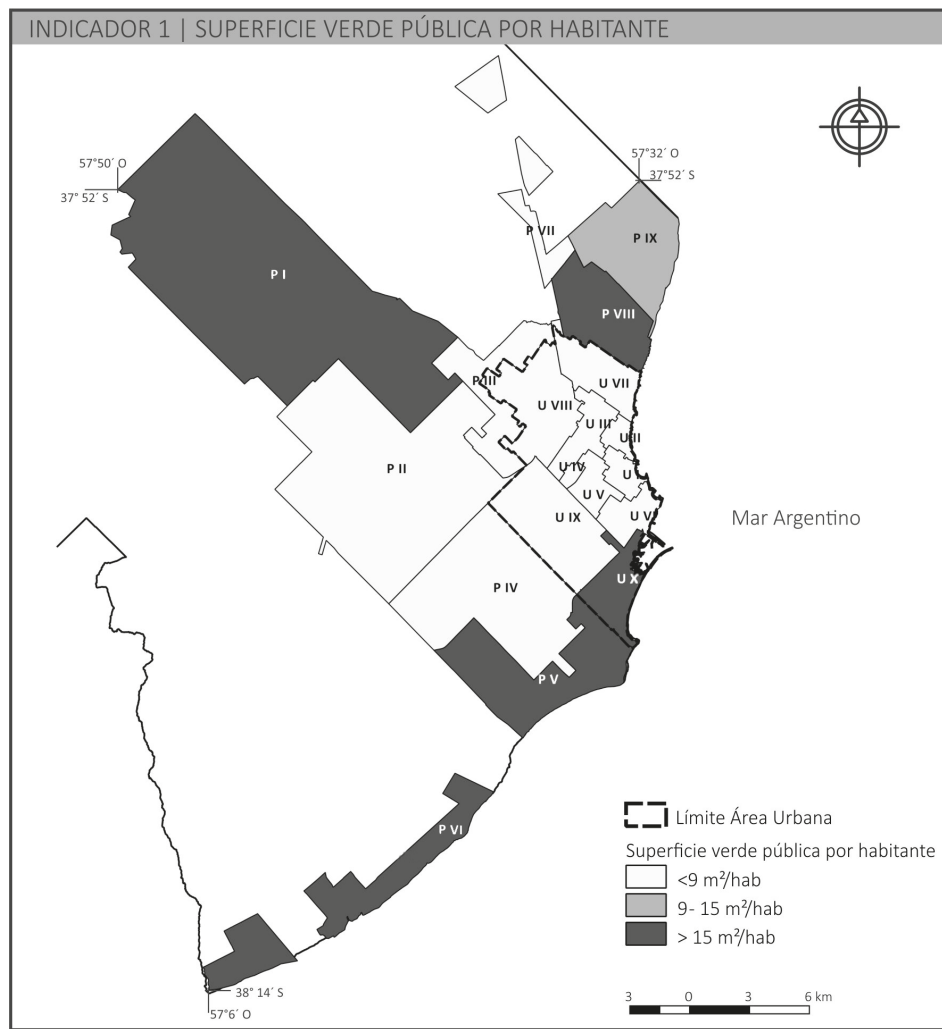 INDICADOR 1 | SUPERFICIE VERDE PÚBLICA POR HABITANTE
57°50´ O
37° 52´ S
57°32´ O
37°52´ S
P VII
P IX
P I
P VIII
P III
U VII
U VIII
U III
U II
P II
U IV
U I
U V
U IX
U V
Mar Argentino
P IV
U X
P V
P VI
Límite Área Urbana
Superficie verde pública por habitante
<9 m²/hab
9- 15 m²/hab
> 15 m²/hab
38° 14´ S
57°6´ O
3 0 3 6 km